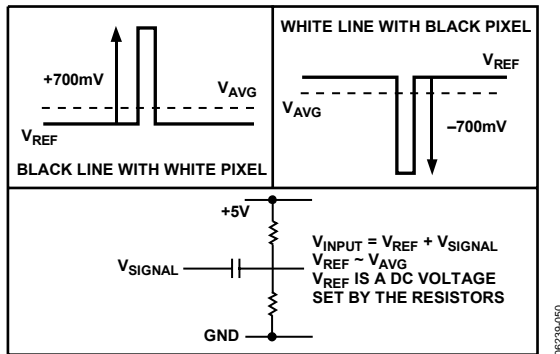 +700mV
VAVG
VREF
BLACK LINE WITH WHITE PIXEL
WHITE LINE WITH BLACK PIXEL
VREF
VAVG
–700mV
+5V
VSIGNAL
GND
VINPUT = VREF + VSIGNAL
VREF ~ VAVG
VREF IS A DC VOLTAGE
SET BY THE RESISTORS
06239-050